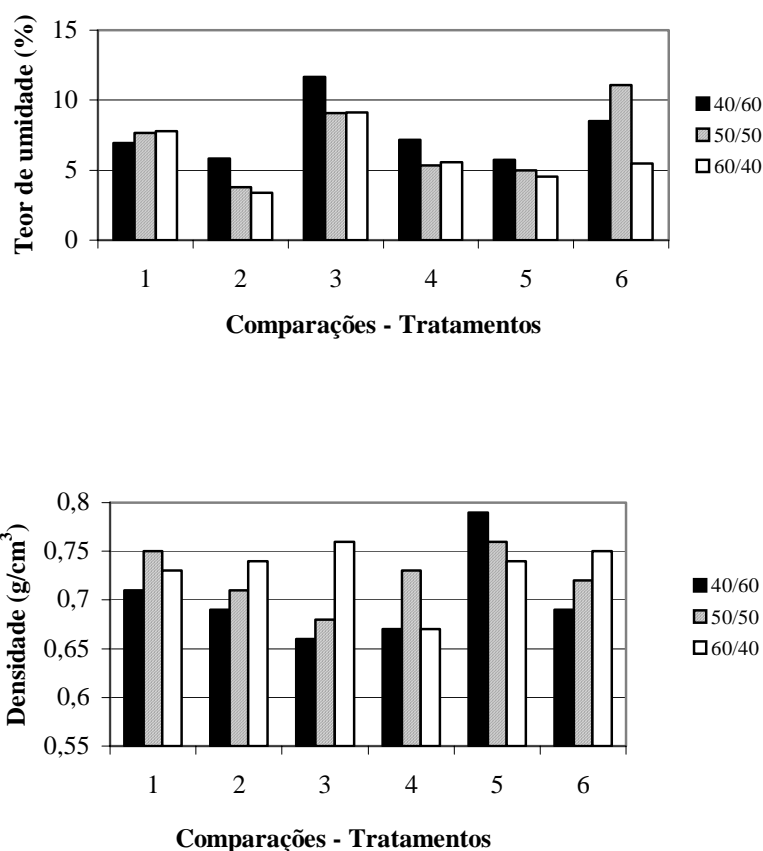 15
10
5
0
Teor de umidade (%)
1 2 3 4 5 6
Comparações - Tratamentos
40/60
50/50
60/40
0,8
0,75
0,7
0,65
0,6
0,55
Densidade (g/cm³)
1 2 3 4 5 6
Comparações - Tratamentos
40/60
50/50
60/40